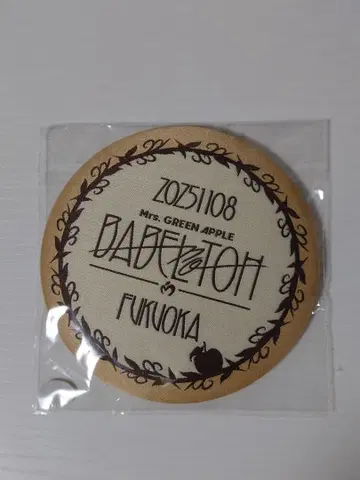 20251108
Mrs. GREEN APPLE
BABEL no TOH
FUKUOKA